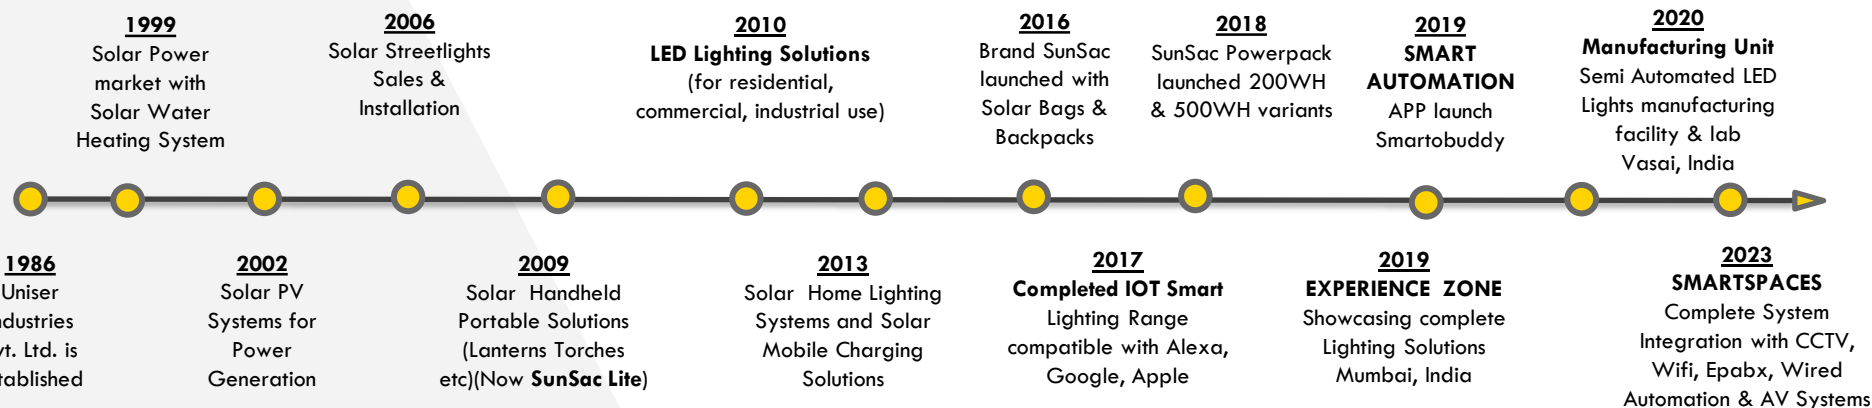 1999
Solar Power
market with
Solar Water
Heating System
2006
Solar Streetlights
Sales &
Installation
2010
LED Lighting Solutions
(for residential,
commercial, industrial use)
2016
Brand SunSac
launched with
Solar Bags &
Backpacks
2018
SunSac Powerpack
launched 200WH
& 500WH variants
2019
SMART
AUTOMATION
APP launch
Smartobuddy
2020
Manufacturing Unit
Semi Automated LED
Lights manufacturing
facility & lab
Vasai, India
1986
Uniser
ndustries
vt. Ltd. is
tablished
2002
Solar PV
Systems for
Power
Generation
2009
Solar Handheld
Portable Solutions
(Lanterns Torches
etc)(Now SunSac Lite)
2013
Solar Home Lighting
Systems and Solar
Mobile Charging
Solutions
2017
Completed IOT Smart
Lighting Range
compatible with Alexa,
Google, Apple
2019
EXPERIENCE ZONE
Showcasing complete
Lighting Solutions
Mumbai, India
2023
SMARTSPACES
Complete System
Integration with CCTV,
Wifi, Epabx, Wired
Automation & AV Systems